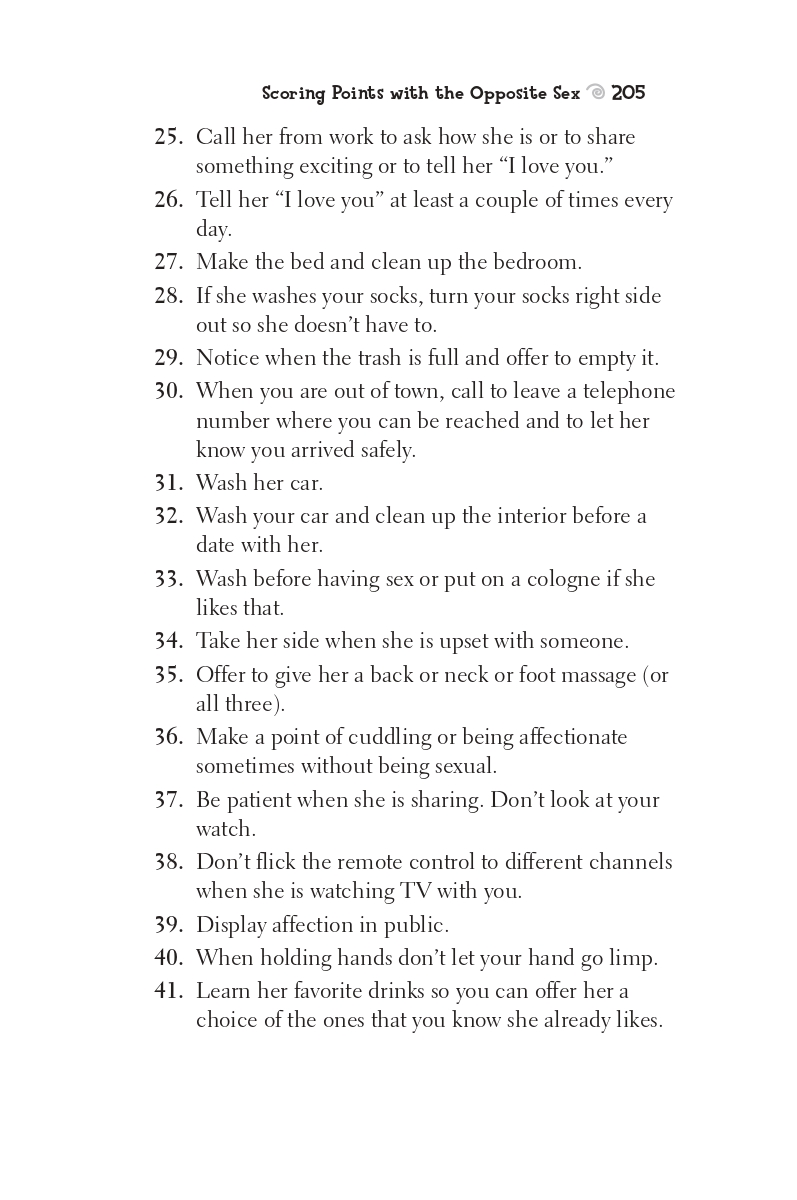 Scoring Points with the Opposite Sex 205
25. Call her from work to ask how she is or to share
something exciting or to tell her “I love you.”
26. Tell her “I love you” at least a couple of times every
day.
27. Make the bed and clean up the bedroom.
28. If she washes your socks, turn your socks right side
out so she doesn’t have to.
29. Notice when the trash is full and offer to empty it.
30. When you are out of town, call to leave a telephone
number where you can be reached and to let her
know you arrived safely.
31. Wash her car.
32. Wash your car and clean up the interior before a
date with her.
33. Wash before having sex or put on a cologne if she
likes that.
34. Take her side when she is upset with someone.
35. Offer to give her a back or neck or foot massage (or
all three).
36. Make a point of cuddling or being affectionate
sometimes without being sexual.
37. Be patient when she is sharing. Don’t look at your
watch.
38. Don’t flick the remote control to different channels
when she is watching TV with you.
39. Display affection in public.
40. When holding hands don’t let your hand go limp.
41. Learn her favorite drinks so you can offer her a
choice of the ones that you know she already likes.